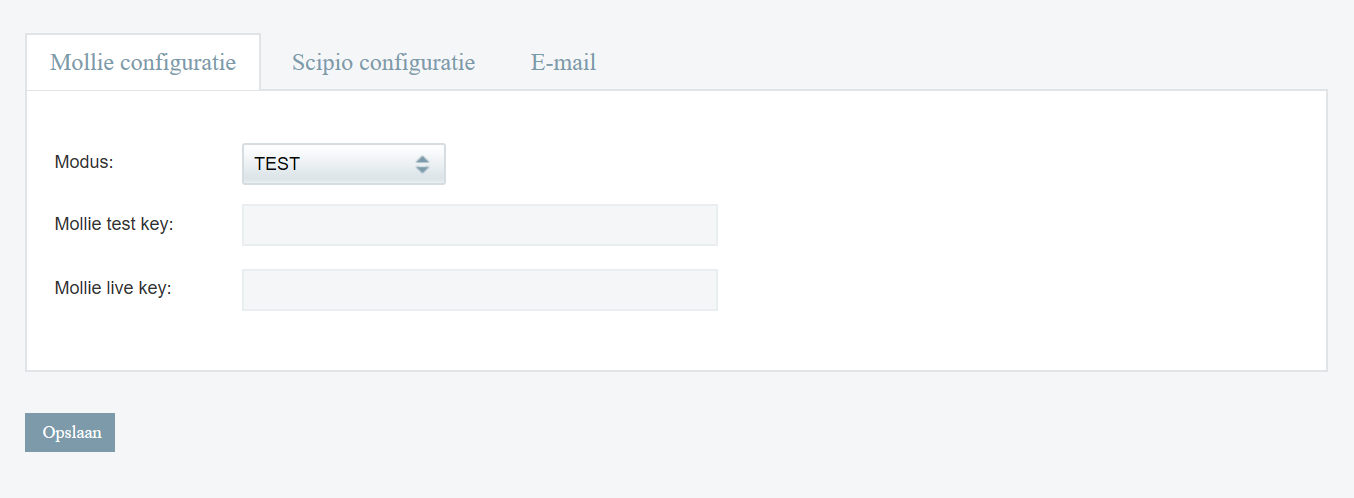 Mollie configuratie Scipio configuratie E-mail
Modus: TEST
Mollie test key:
Mollie live key:
Opslaan